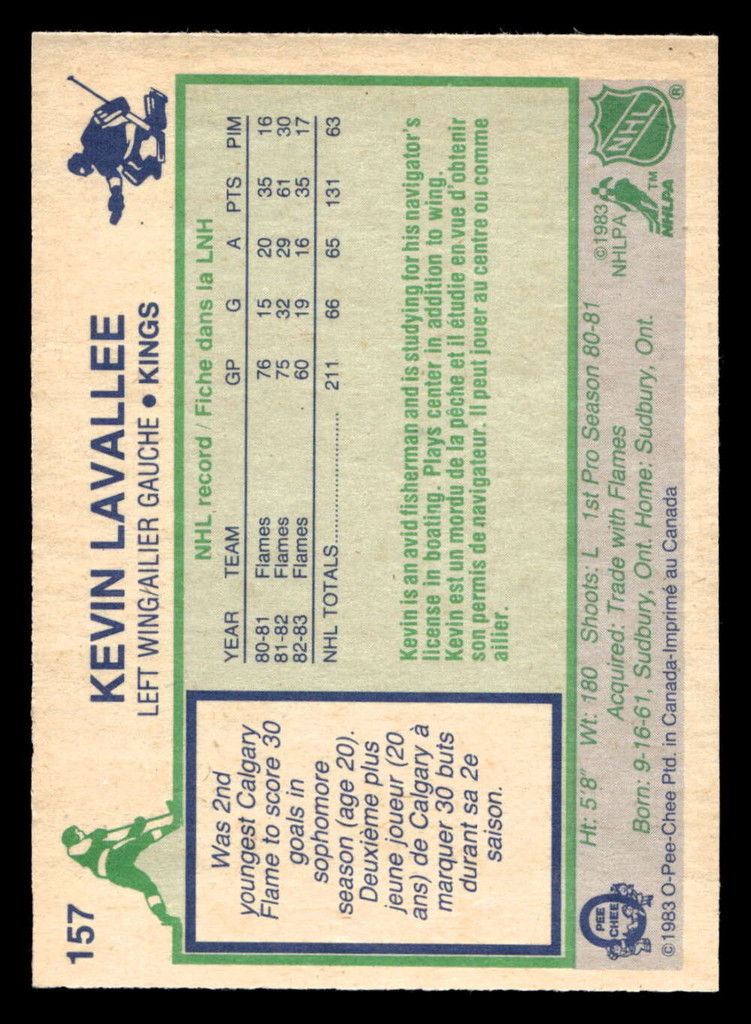 157
KEVIN LAVALLEE
LEFT WING/AILIER GAUCHE • KINGS
Was 2nd
youngest Calgary
Flame to score 30
goals in
sophomore
season (age 20).
Deuxième plus
jeune joueur (20
ans) de Calgary à
marquer 30 buts
durant sa 2e
saison.
NHL record / Fiche dans la LNH
YEAR TEAM GP G A PTS PIM
80-81 Flames 76 15 20 35 16
81-82 Flames 75 32 29 61 30
82-83 Flames 60 19 16 35 17
NHL TOTALS.................... 211 66 65 131 63
Kevin is an avid fisherman and is studying for his navigator's
license in boating. Plays center in addition to wing.
Kevin est un mordu de la pêche et il étudie en vue d'obtenir
son permis de navigateur. Il peut jouer au centre ou comme
ailier.
Ht: 5'8" Wt: 180 Shoots: L 1st Pro Season 80-81
Acquired: Trade with Flames
Born: 9-16-61, Sudbury, Ont. Home: Sudbury, Ont.
©1983 O-Pee-Chee Ptd. in Canada-Imprimé au Canada
O
PEE
CHEE
©1983
NHLPA
NHLPA™
NHL®